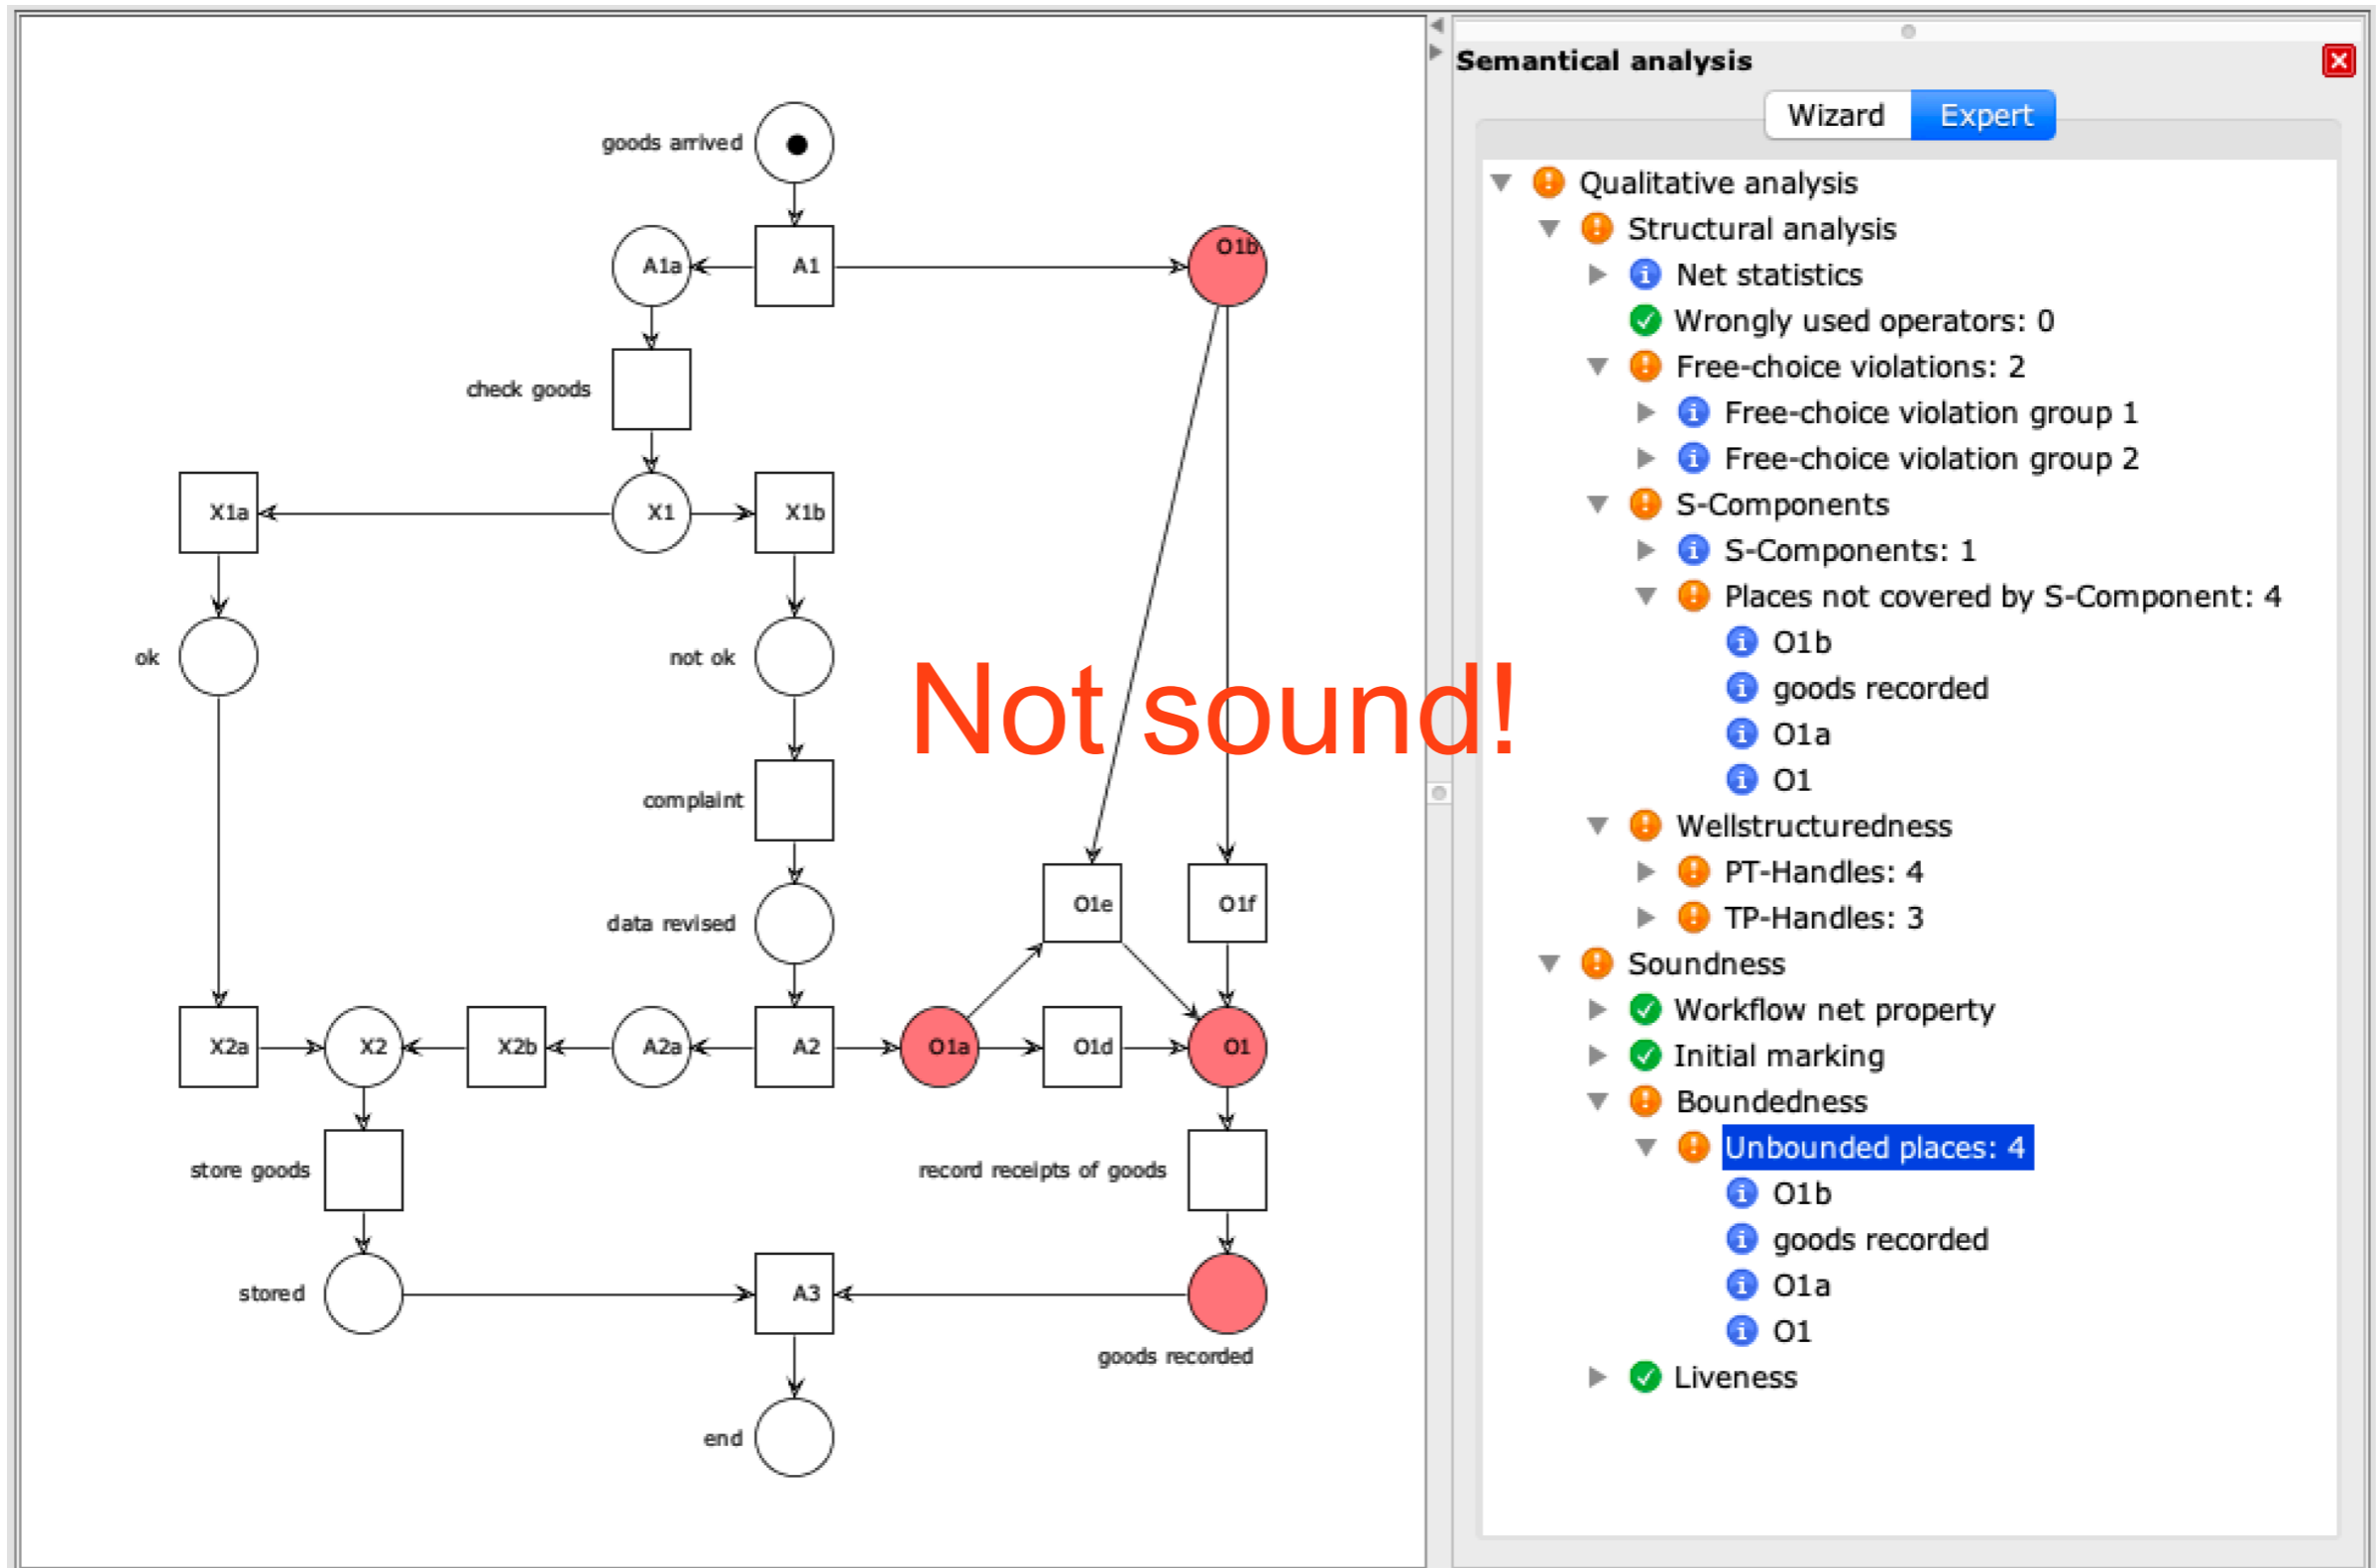 goods arrived
A1a
A1
O1b
check goods
X1a
X1
X1b
ok
not ok
Not sound!
complaint
O1e
O1f
data revised
X2a
X2
X2b
A2a
A2
O1a
O1d
O1
store goods
record receipts of goods
stored
A3
goods recorded
end
Semantical analysis
Wizard
Expert
Qualitative analysis
Structural analysis
Net statistics
Wrongly used operators: 0
Free-choice violations: 2
Free-choice violation group 1
Free-choice violation group 2
S-Components
S-Components: 1
Places not covered by S-Component: 4
O1b
goods recorded
O1a
O1
Wellstructuredness
PT-Handles: 4
TP-Handles: 3
Soundness
Workflow net property
Initial marking
Boundedness
Unbounded places: 4
O1b
goods recorded
O1a
O1
Liveness